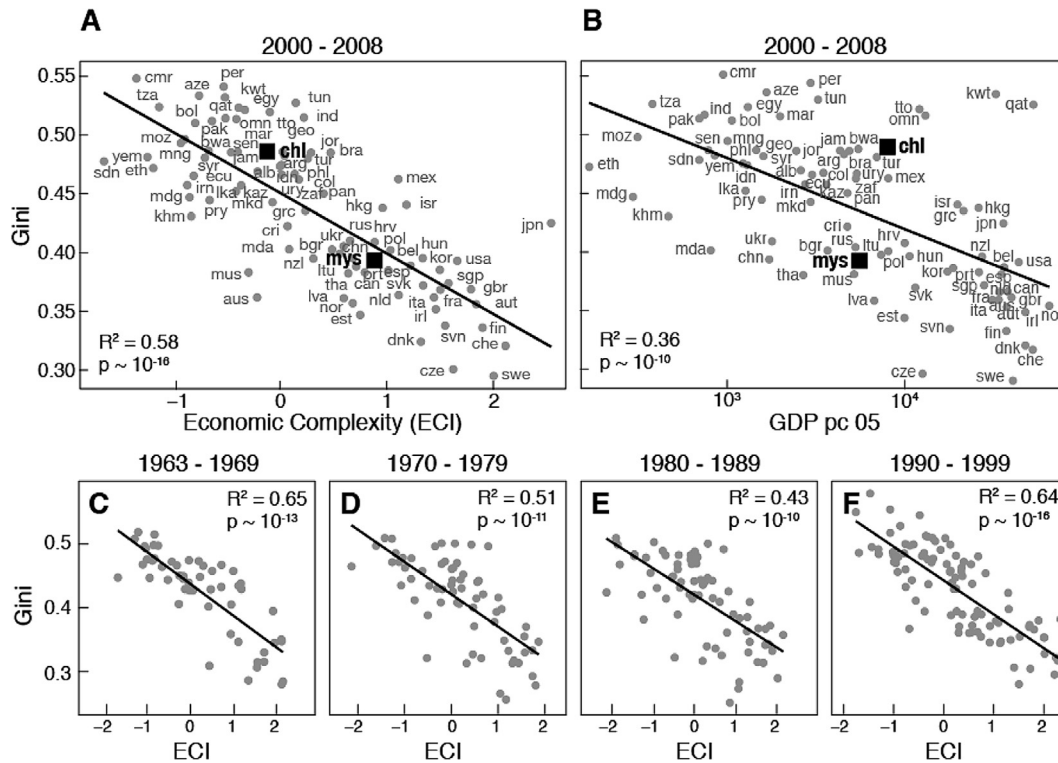 A
2000 - 2008
Gini
0.55
0.50
0.45
0.40
0.35
0.30
cmr
tza
aze
per
kwt
qat
egy
tun
bol
omn
tto
ind
pak
mar
geo
moz
bwa
sen
chl
jor
mng
bra
yem
syr
jam
arg
tur
sdn
eth
ecu
alb
idn
phl
irn
lka
kaz
ury
col
mdg
zaf
pan
mex
khm
pry
mkd
grc
hkg
isr
cri
rus
hrv
jpn
mda
bgr
ukr
chn
pol
hun
nzl
mys
bel
usa
mus
ltu
prt
esp
kor
tha
can
svk
sgp
aus
lva
nld
gbr
nor
ita
fra
aut
est
irl
dnk
svn
fin
che
cze
swe
R² = 0.58
p ~ 10⁻¹⁶
−1
0
1
2
Economic Complexity (ECI)
B
2000 - 2008
cmr
aze
per
kwt
tza
ind
egy
tun
tto
qat
pak
bol
mar
omn
moz
sen
mng
jam
bwa
chl
phl
geo
jor
sdn
yem
syr
arg
ury
tur
eth
idn
alb
col
zaf
mex
lka
ecu
kaz
pan
mdg
pry
irn
khm
mkd
isr
hkg
grc
cri
jpn
ukr
rus
hrv
mda
bgr
ltu
hun
nzl
chn
mys
pol
bel
usa
tha
mus
kor
prt
esp
svk
sgp
nld
can
lva
fra
aus
gbr
est
ita
aut
irl
no
svn
fin
dnk
che
cze
swe
R² = 0.36
p ~ 10⁻¹⁰
10³
10⁴
GDP pc 05
1963 - 1969
C
R² = 0.65
p ~ 10⁻¹³
Gini
0.5
0.4
0.3
−2
−1
0
1
2
ECI
1970 - 1979
D
R² = 0.51
p ~ 10⁻¹¹
−2
−1
0
1
2
ECI
1980 - 1989
E
R² = 0.43
p ~ 10⁻¹⁰
−2
−1
0
1
2
ECI
1990 - 1999
F
R² = 0.64
p ~ 10⁻¹⁶
−2
−1
0
1
2
ECI